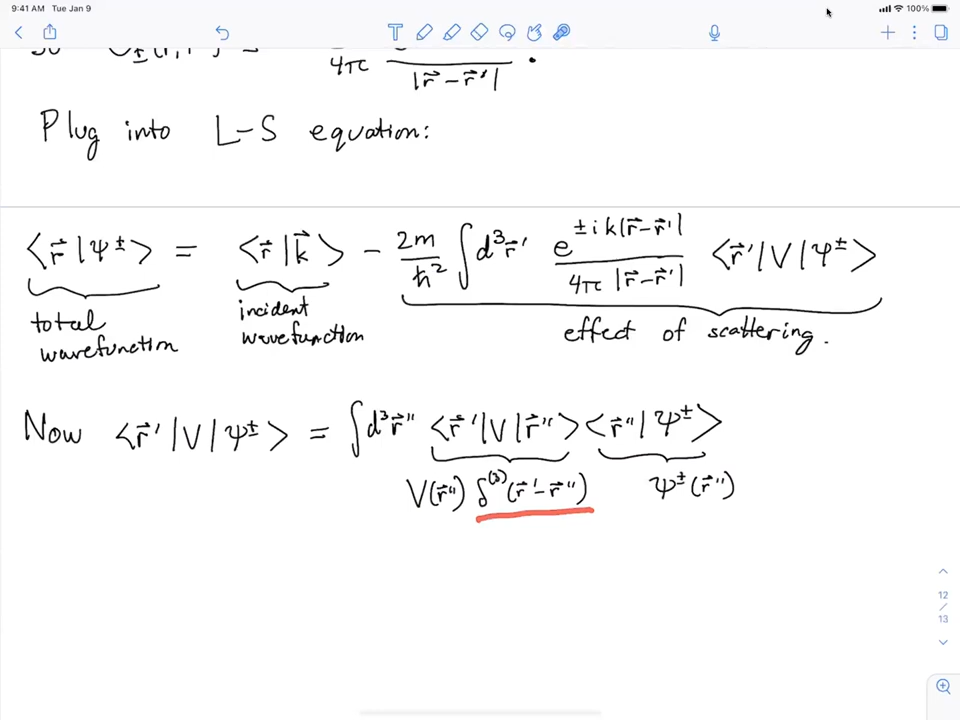 9:41 AM Tue Jan 9
100%
4π |r⃗ − r⃗′| .
Plug into L-S equation:
⟨r⃗|ψ±⟩ = ⟨r⃗|k⃗⟩ − 2m/ħ² ∫d³r⃗′ e^{±ik|r⃗−r⃗′|}/4π|r⃗−r⃗′| ⟨r⃗′|V|ψ±⟩
total wavefunction
incident wavefunction
effect of scattering.
Now ⟨r⃗′|V|ψ±⟩ = ∫d³r⃗″ ⟨r⃗′|V|r⃗″⟩⟨r⃗″|ψ±⟩
V(r⃗″) δ⁽³⁾(r⃗′−r⃗″) ψ±(r⃗″)
12
/
13